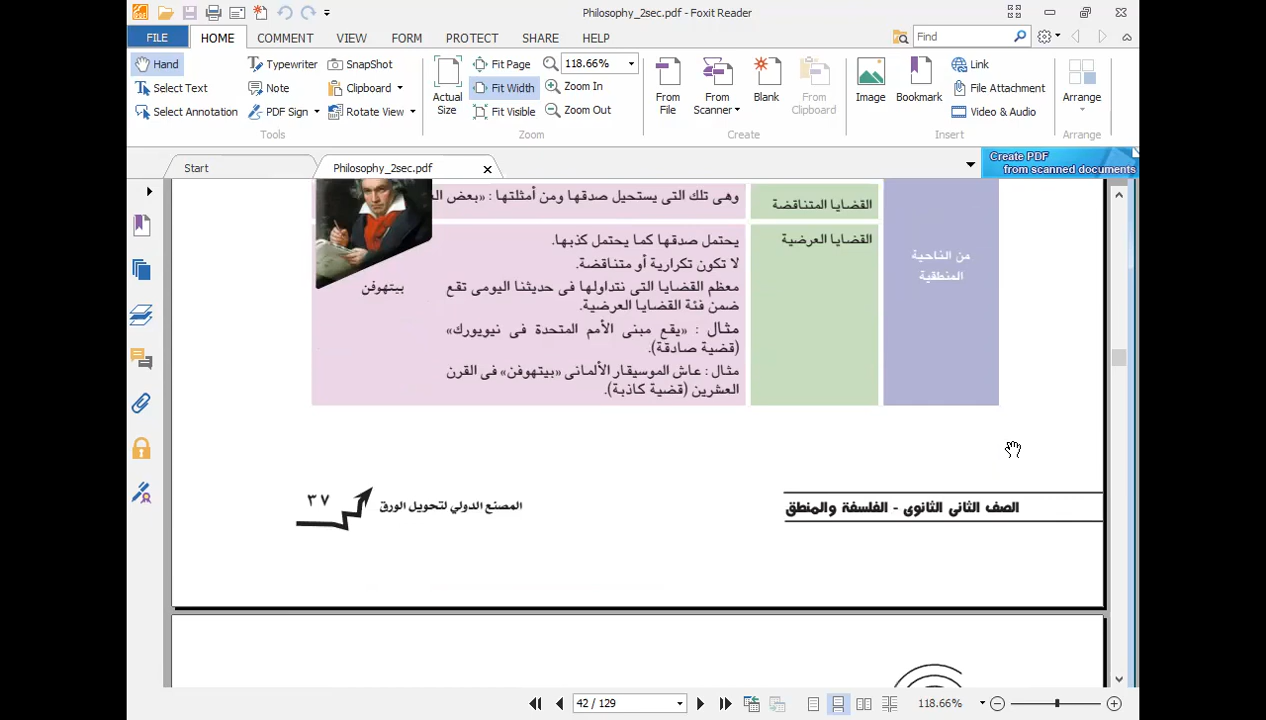 Philosophy_2sec.pdf - Foxit Reader
FILE HOME COMMENT VIEW FORM PROTECT SHARE HELP
Find
Hand
Select Text
Select Annotation
Tools
Typewriter
Note
PDF Sign
SnapShot
Clipboard
Rotate View
Actual Size
Fit Page
Fit Width
Fit Visible
118.66%
Zoom In
Zoom Out
Zoom
From File
From Scanner
Blank
From Clipboard
Create
Image
Bookmark
Link
File Attachment
Video & Audio
Insert
Arrange
Arrange
Start
Philosophy_2sec.pdf
Create PDF
from scanned documents
من الناحية
المنطقية
القضايا المتناقضة
وهى تلك التى يستحيل صدقها ومن أمثلتها : «بعض
القضايا العرضية
يحتمل صدقها كما يحتمل كذبها.
لا تكون تكرارية أو متناقضة.
معظم القضايا التى نتداولها فى حديثنا اليومى تقع
ضمن فئة القضايا العرضية.
مثال : «يقع مبنى الأمم المتحدة فى نيويورك»
(قضية صادقة).
مثال : عاش الموسيقار الألمانى «بيتهوفن» فى القرن
العشرين (قضية كاذبة).
بيتهوفن
الصف الثانى الثانوى - الفلسفة والمنطق
المصنع الدولي لتحويل الورق
٣٧
42 / 129
118.66%